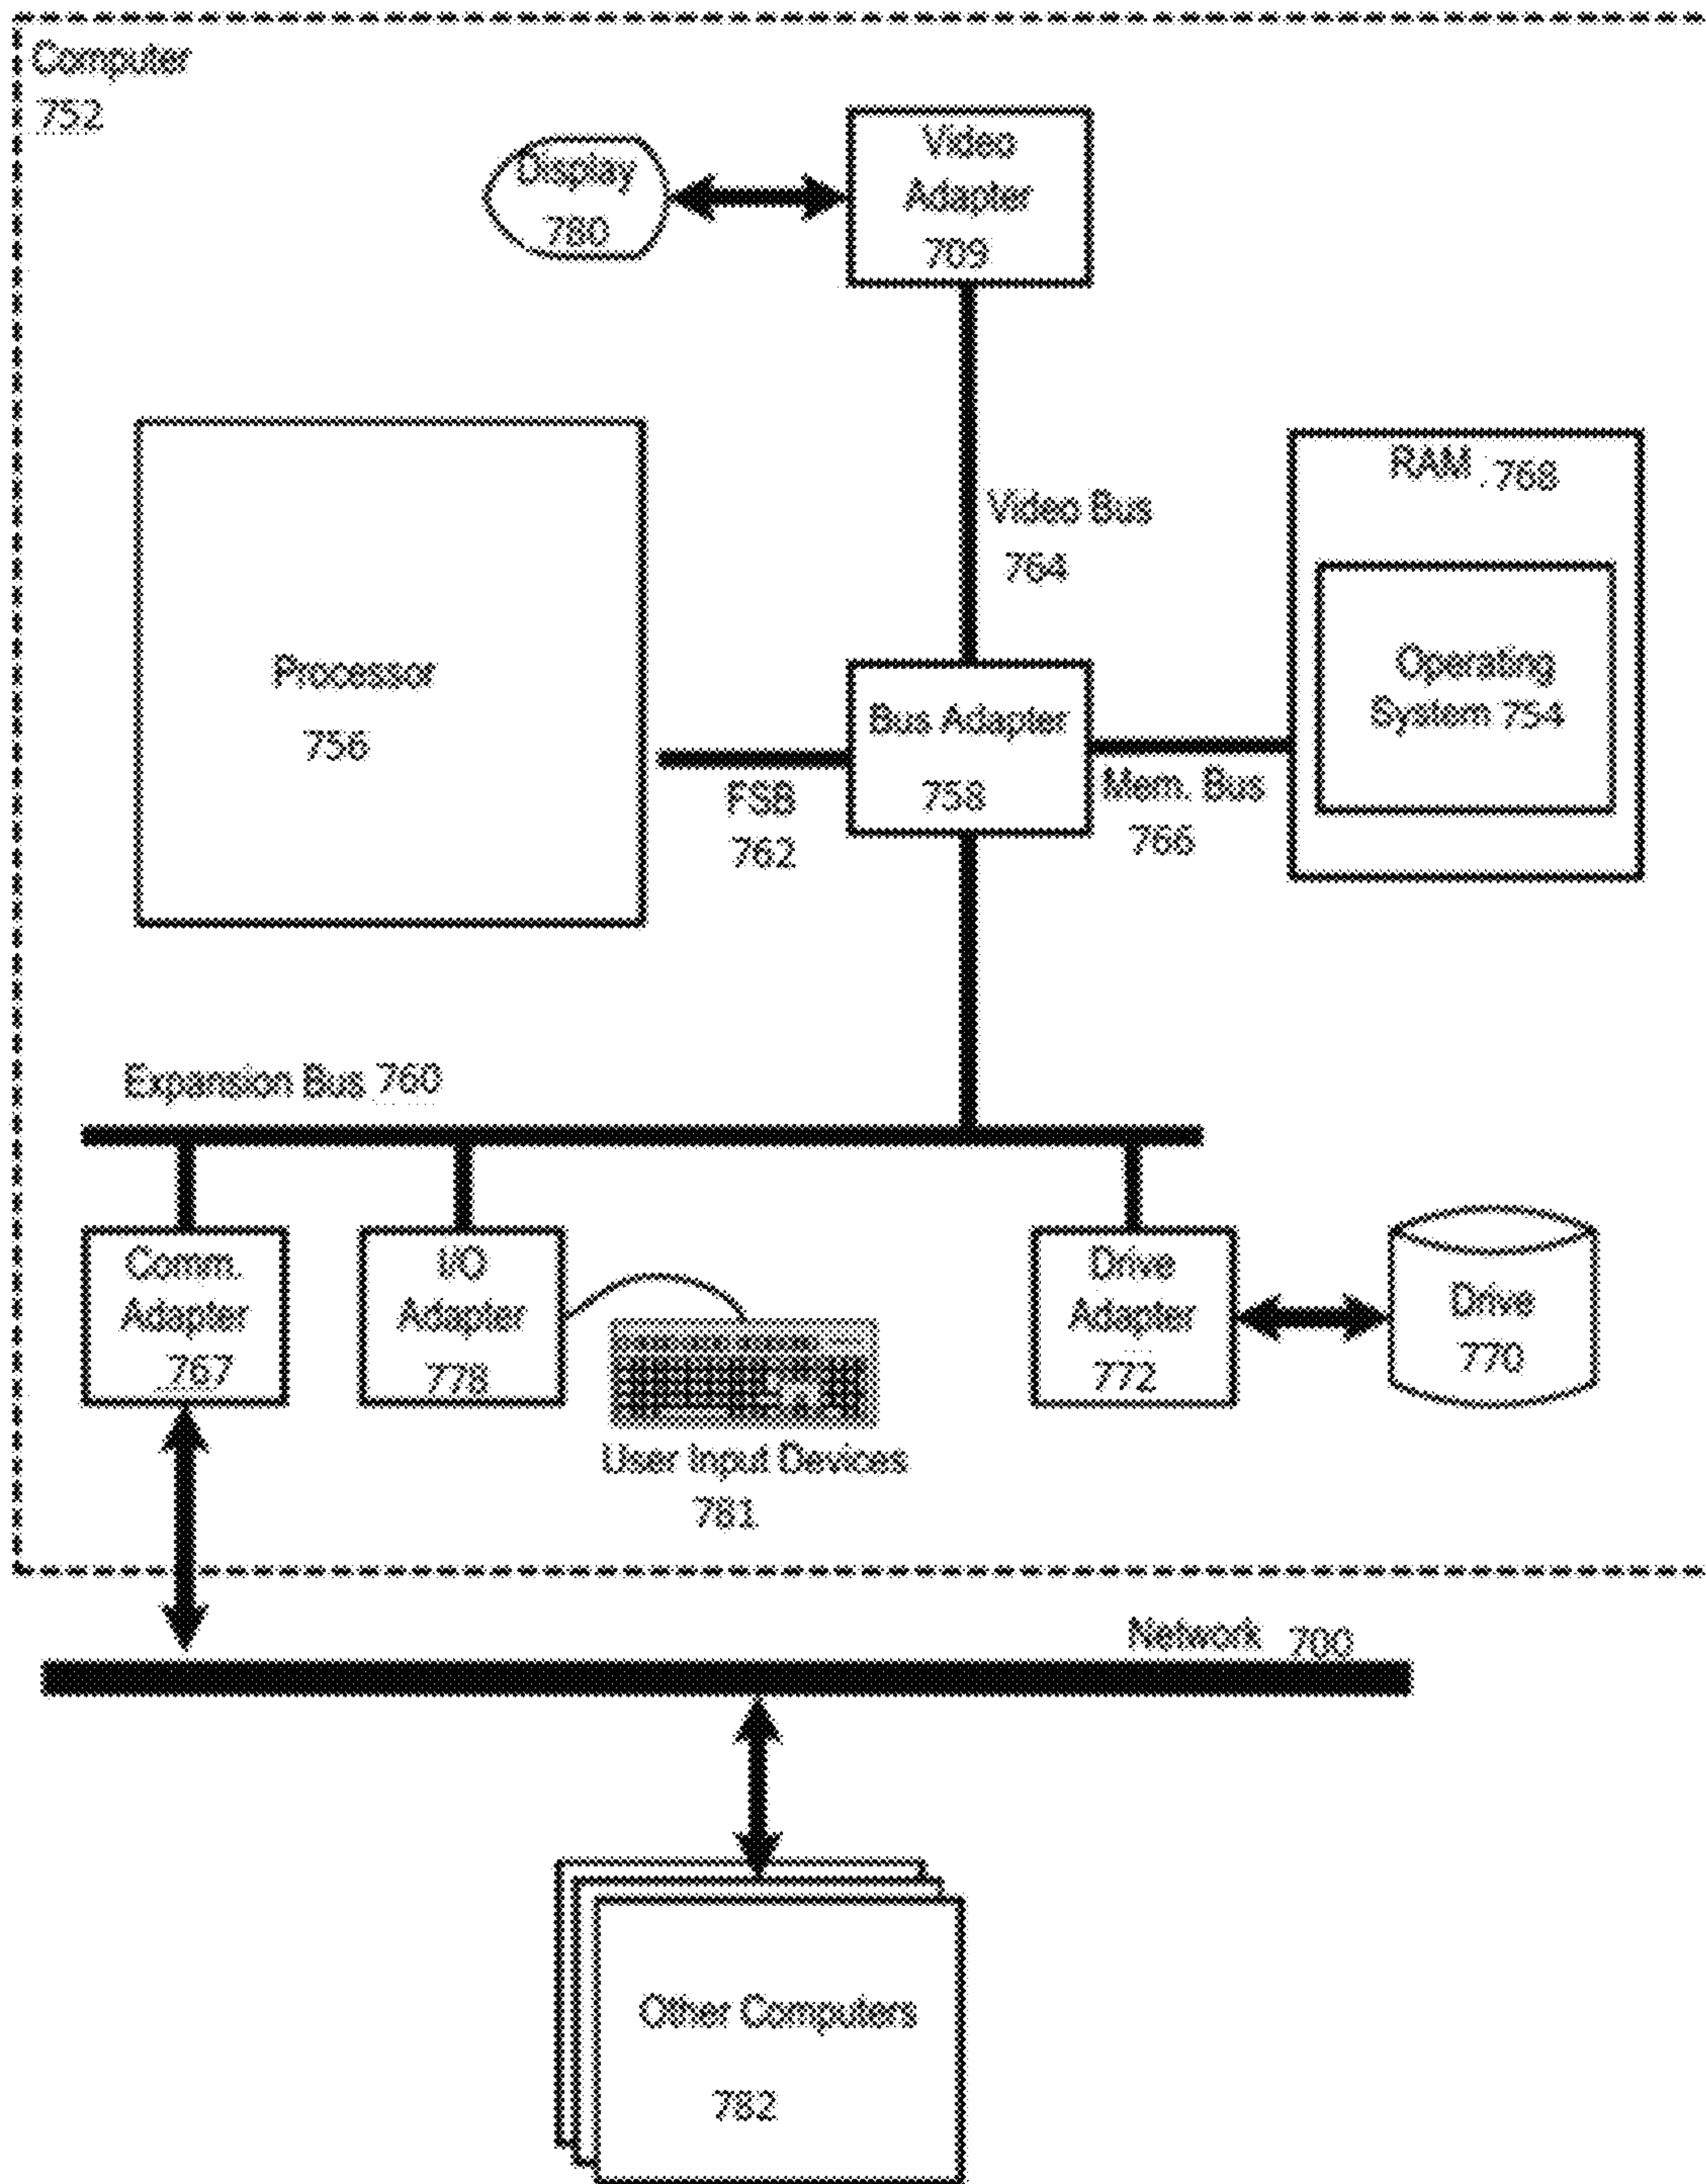 Computer
752
Display
780
Video
Adapter
709
Processor
756
Video Bus
764
RAM 768
Operating
System 754
Bus Adapter
758
FSB
762
Mem. Bus
766
Expansion Bus 760
Comm.
Adapter
767
I/O
Adapter
778
User Input Devices
781
Drive
Adapter
772
Drive
770
Network 700
Other Computers
782